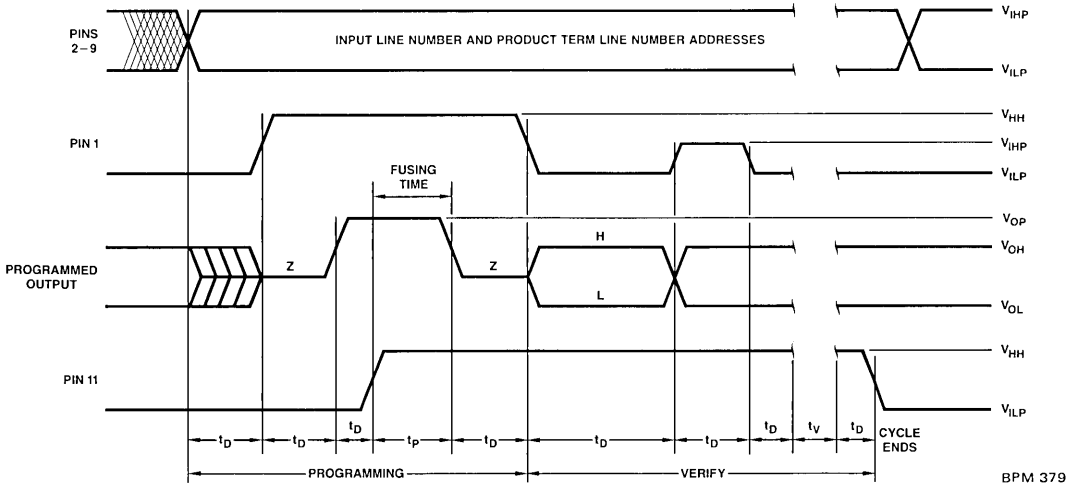 PINS
2–9
INPUT LINE NUMBER AND PRODUCT TERM LINE NUMBER ADDRESSES
VIHP
VILP
PIN 1
VHH
VIHP
VILP
FUSING
TIME
PROGRAMMED
OUTPUT
Z
Z
H
L
VOP
VOH
VOL
PIN 11
VHH
VILP
tD
tD
tD
tP
tD
tD
tD
tD
tV
tD
CYCLE
ENDS
PROGRAMMING
VERIFY
BPM 379